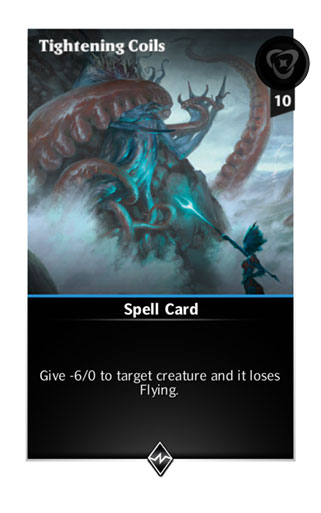 Tightening Coils
10
Spell Card
Give -6/0 to target creature and it loses
Flying.